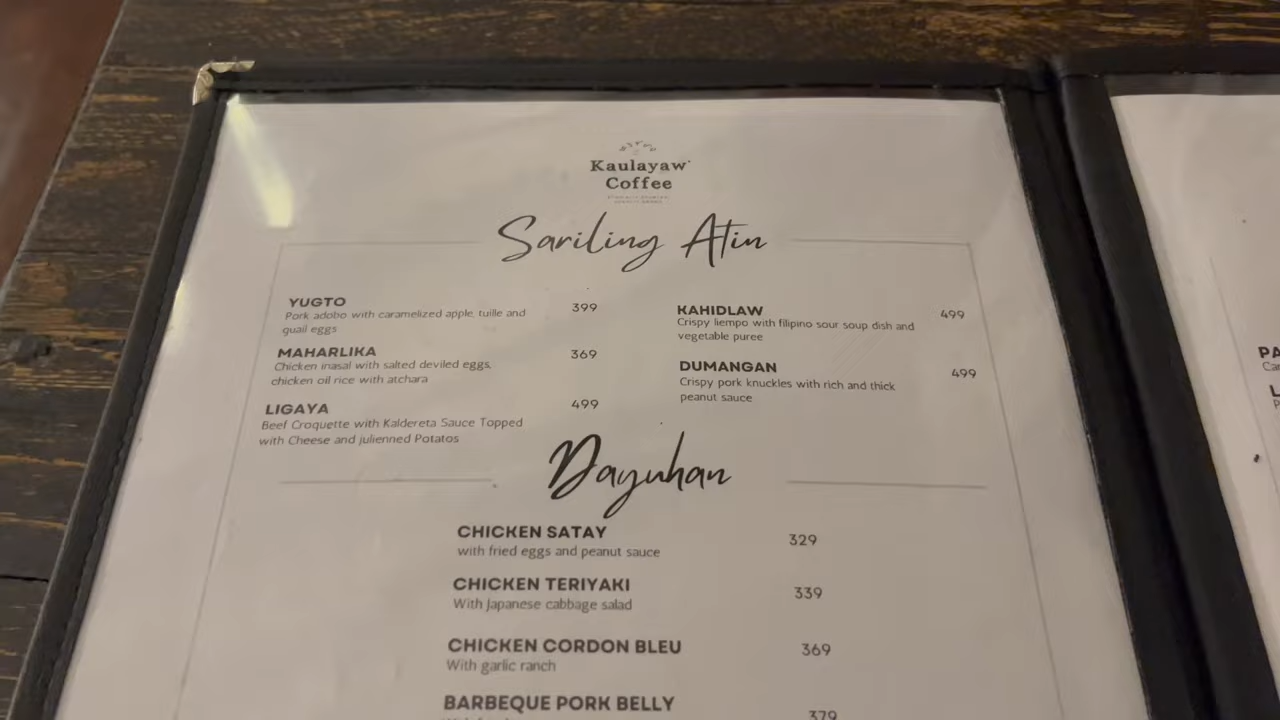 Kaulayaw
Coffee
Sariling Atin
YUGTO 399
Pork adobo with caramelized apple, tuille and
quail eggs
MAHARLIKA 369
Chicken inasal with salted deviled eggs,
chicken oil rice with atchara
LIGAYA 499
Beef Croquette with Kaldereta Sauce Topped
with Cheese and julienned Potatos
KAHIDLAW 499
Crispy liempo with filipino sour soup dish and
vegetable puree
DUMANGAN 499
Crispy pork knuckles with rich and thick
peanut sauce
Dayuhan
CHICKEN SATAY 329
with fried eggs and peanut sauce
CHICKEN TERIYAKI 339
With Japanese cabbage salad
CHICKEN CORDON BLEU 369
With garlic ranch
BARBEQUE PORK BELLY 379